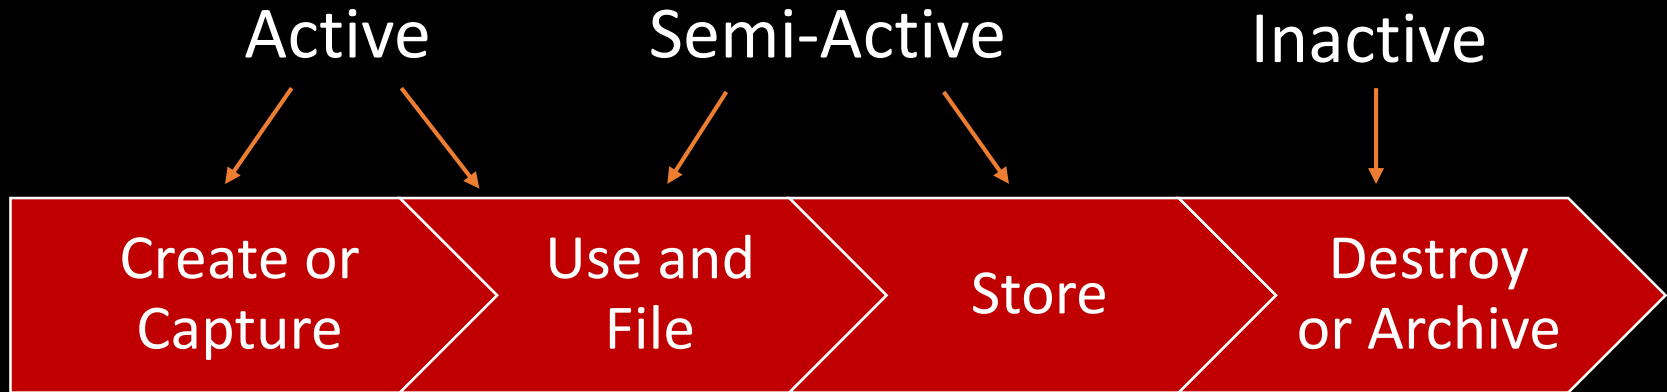 Active
Semi-Active
Inactive
Create or
Capture
Use and
File
Store
Destroy
or Archive